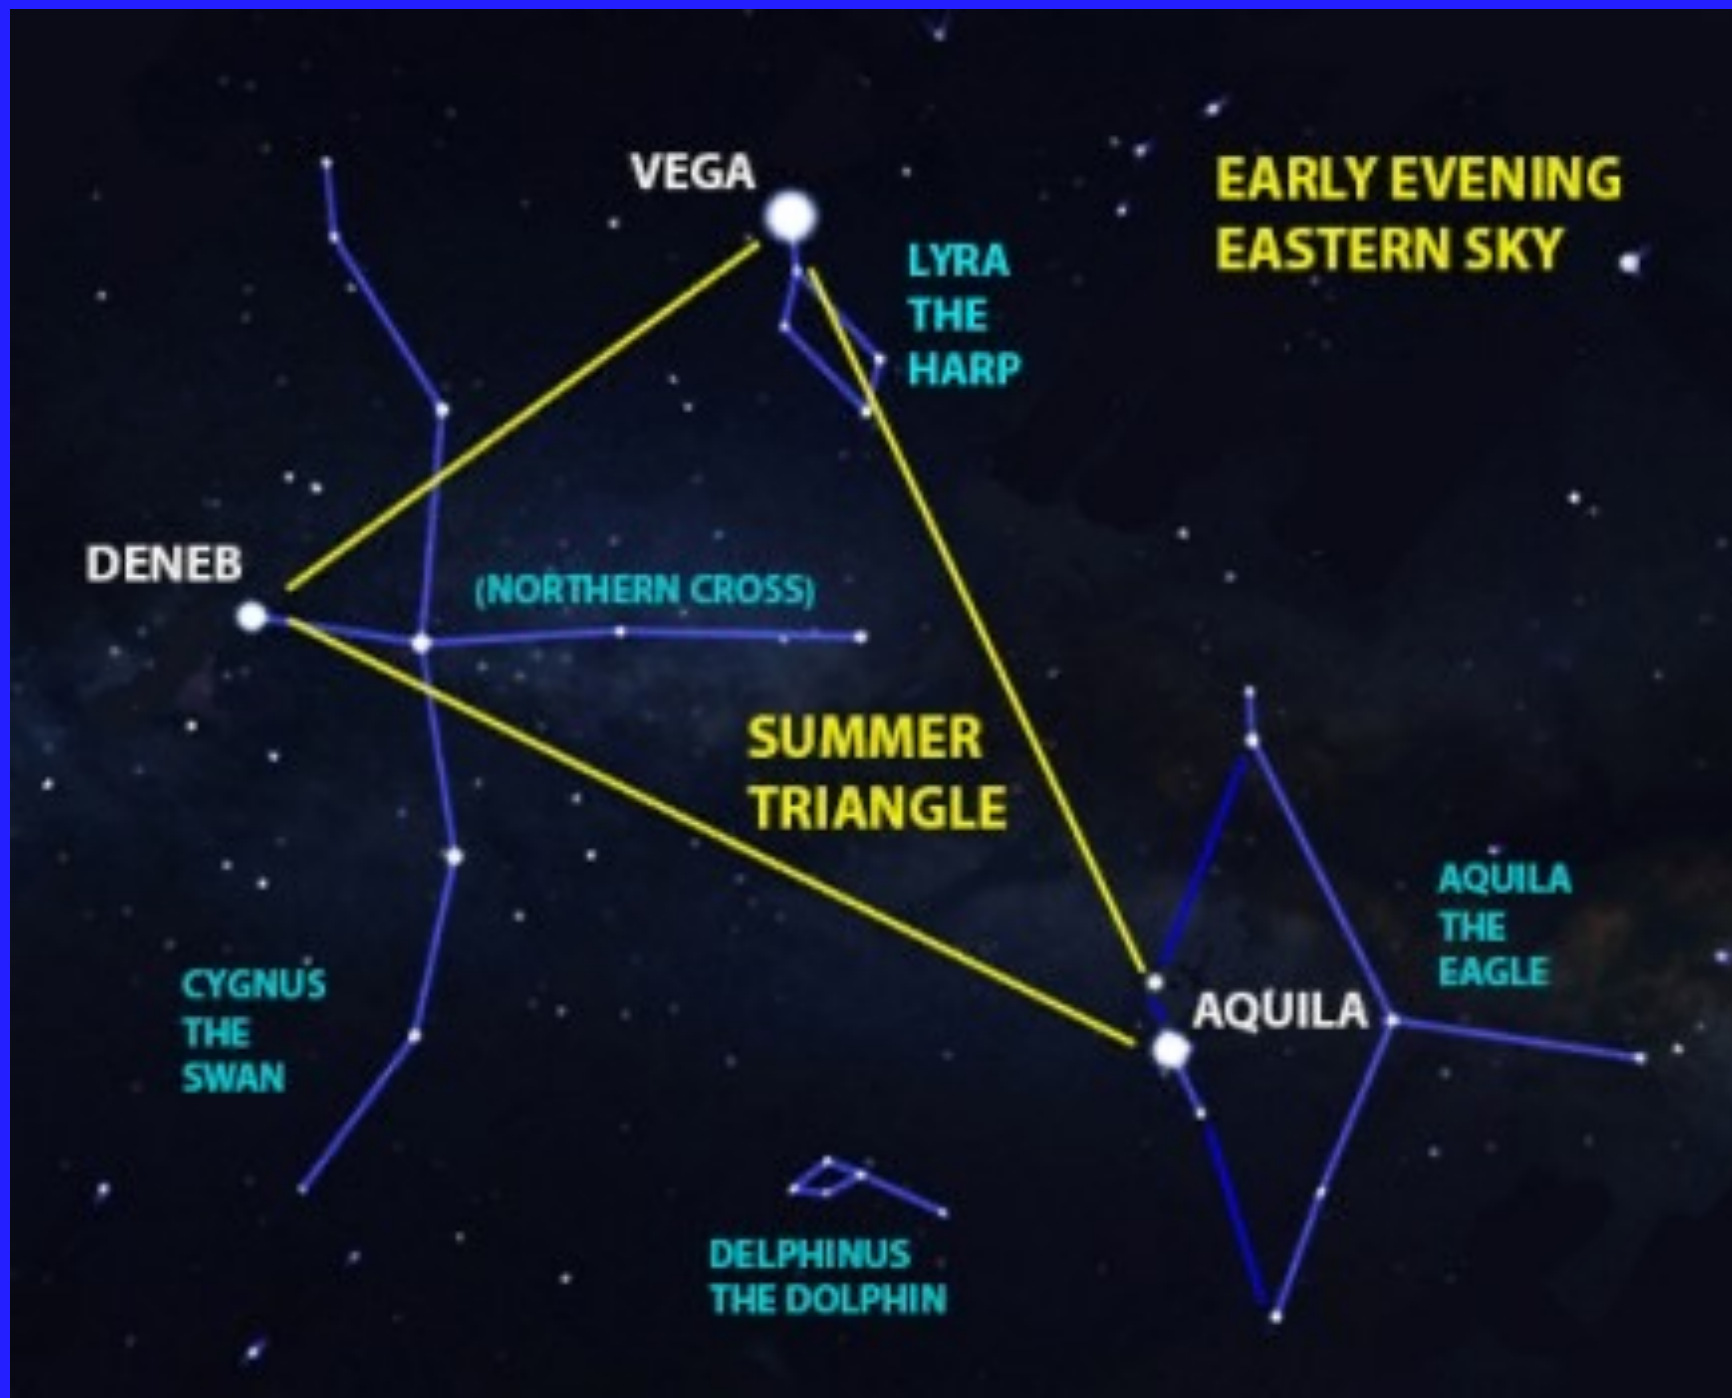 VEGA
EARLY EVENING
EASTERN SKY
LYRA
THE
HARP
DENEB
(NORTHERN CROSS)
SUMMER
TRIANGLE
AQUILA
THE
EAGLE
AQUILA
CYGNUS
THE
SWAN
DELPHINUS
THE DOLPHIN